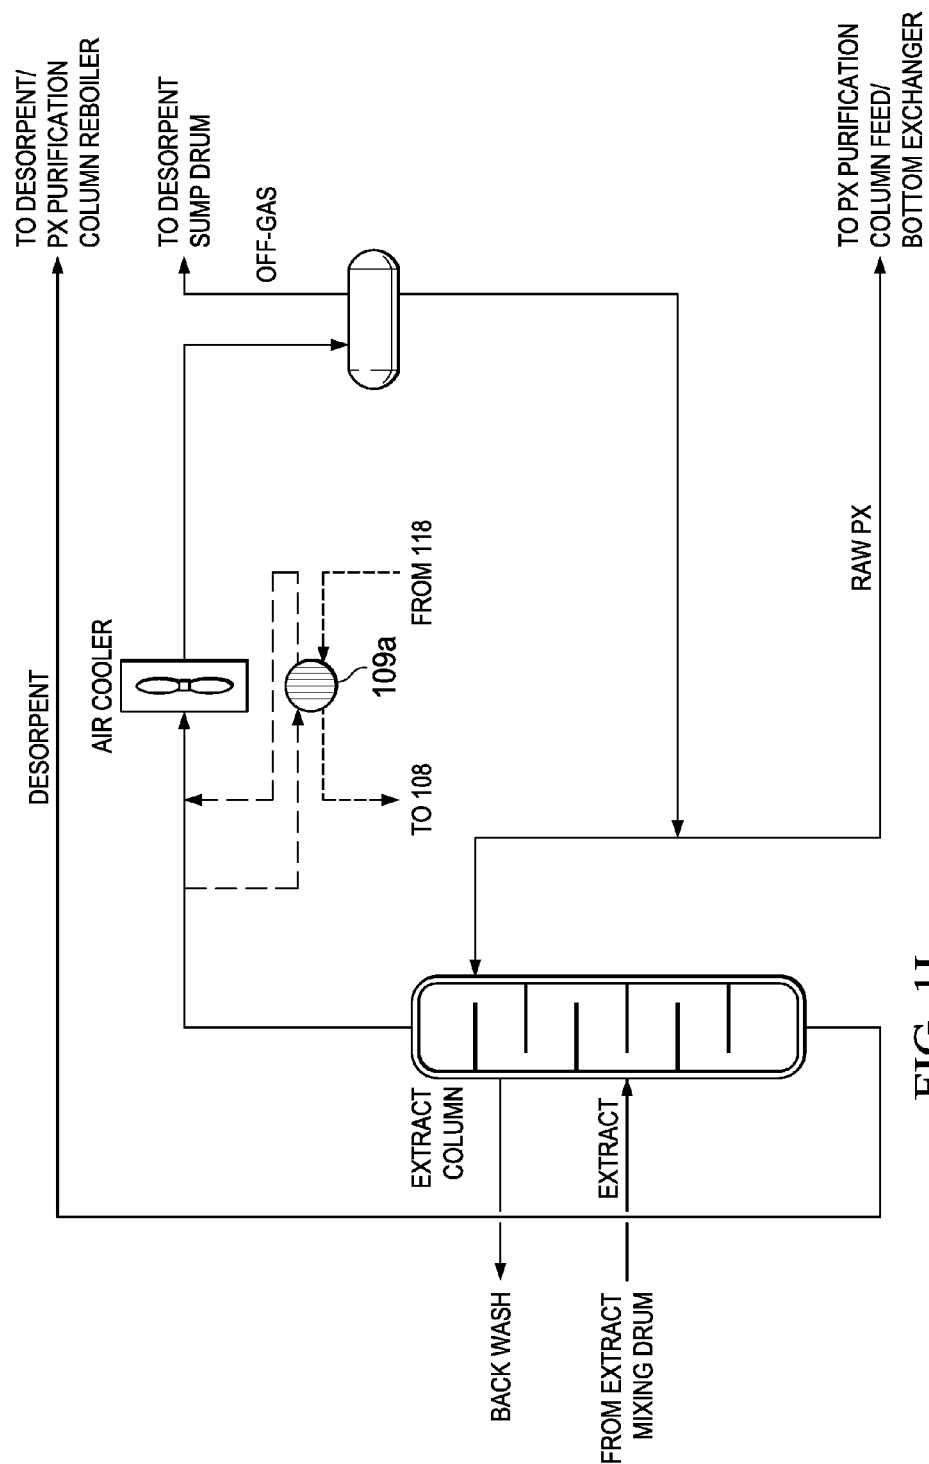 TO DESORPENT/
PX PURIFICATION
COLUMN REBOILER
DESORPENT
TO DESORPENT
SUMP DRUM
AIR COOLER
OFF-GAS
109a
TO 108
FROM 118
EXTRACT
COLUMN
BACK WASH
EXTRACT
FROM EXTRACT
MIXING DRUM
RAW PX
TO PX PURIFICATION
COLUMN FEED/
BOTTOM EXCHANGER
FIG.